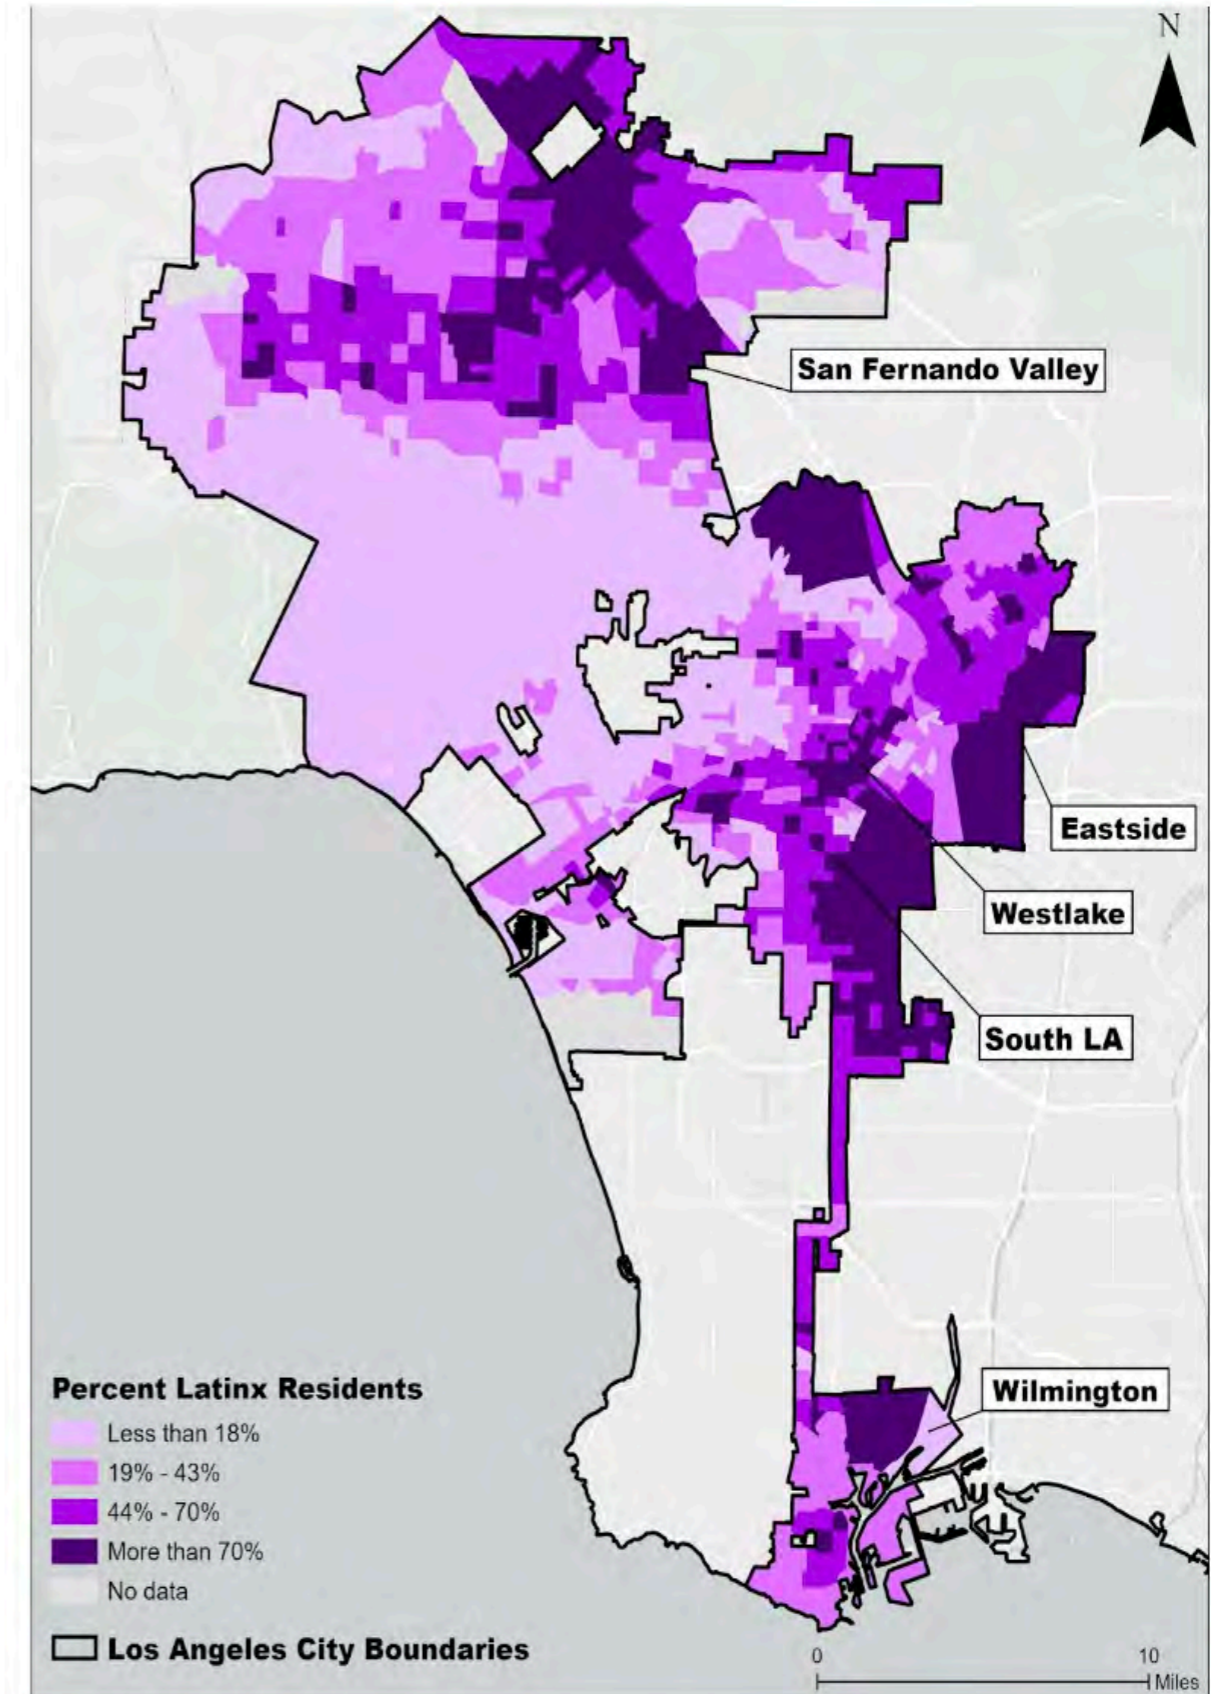 N
San Fernando Valley
Eastside
Westlake
South LA
Wilmington
Percent Latinx Residents
Less than 18%
19% - 43%
44% - 70%
More than 70%
No data
Los Angeles City Boundaries
0 10
Miles